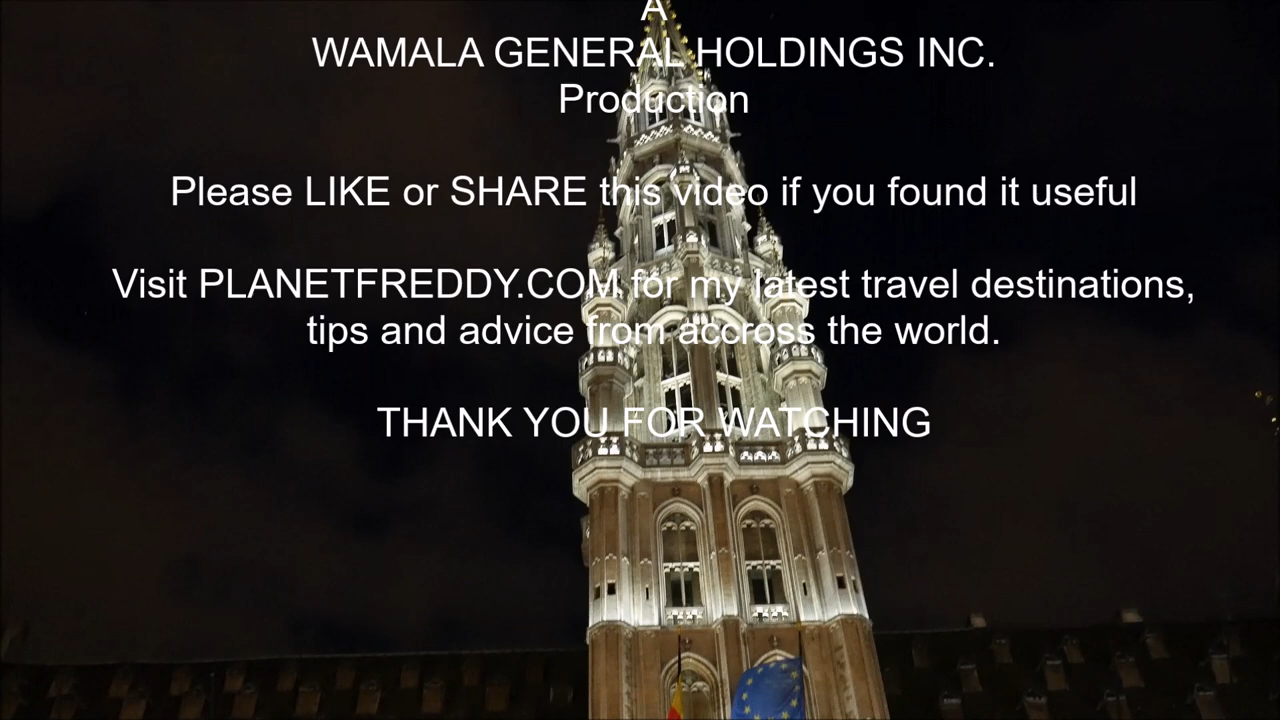 A
WAMALA GENERAL HOLDINGS INC.
Production
Please LIKE or SHARE this video if you found it useful
Visit PLANETFREDDY.COM for my latest travel destinations,
tips and advice from accross the world.
THANK YOU FOR WATCHING